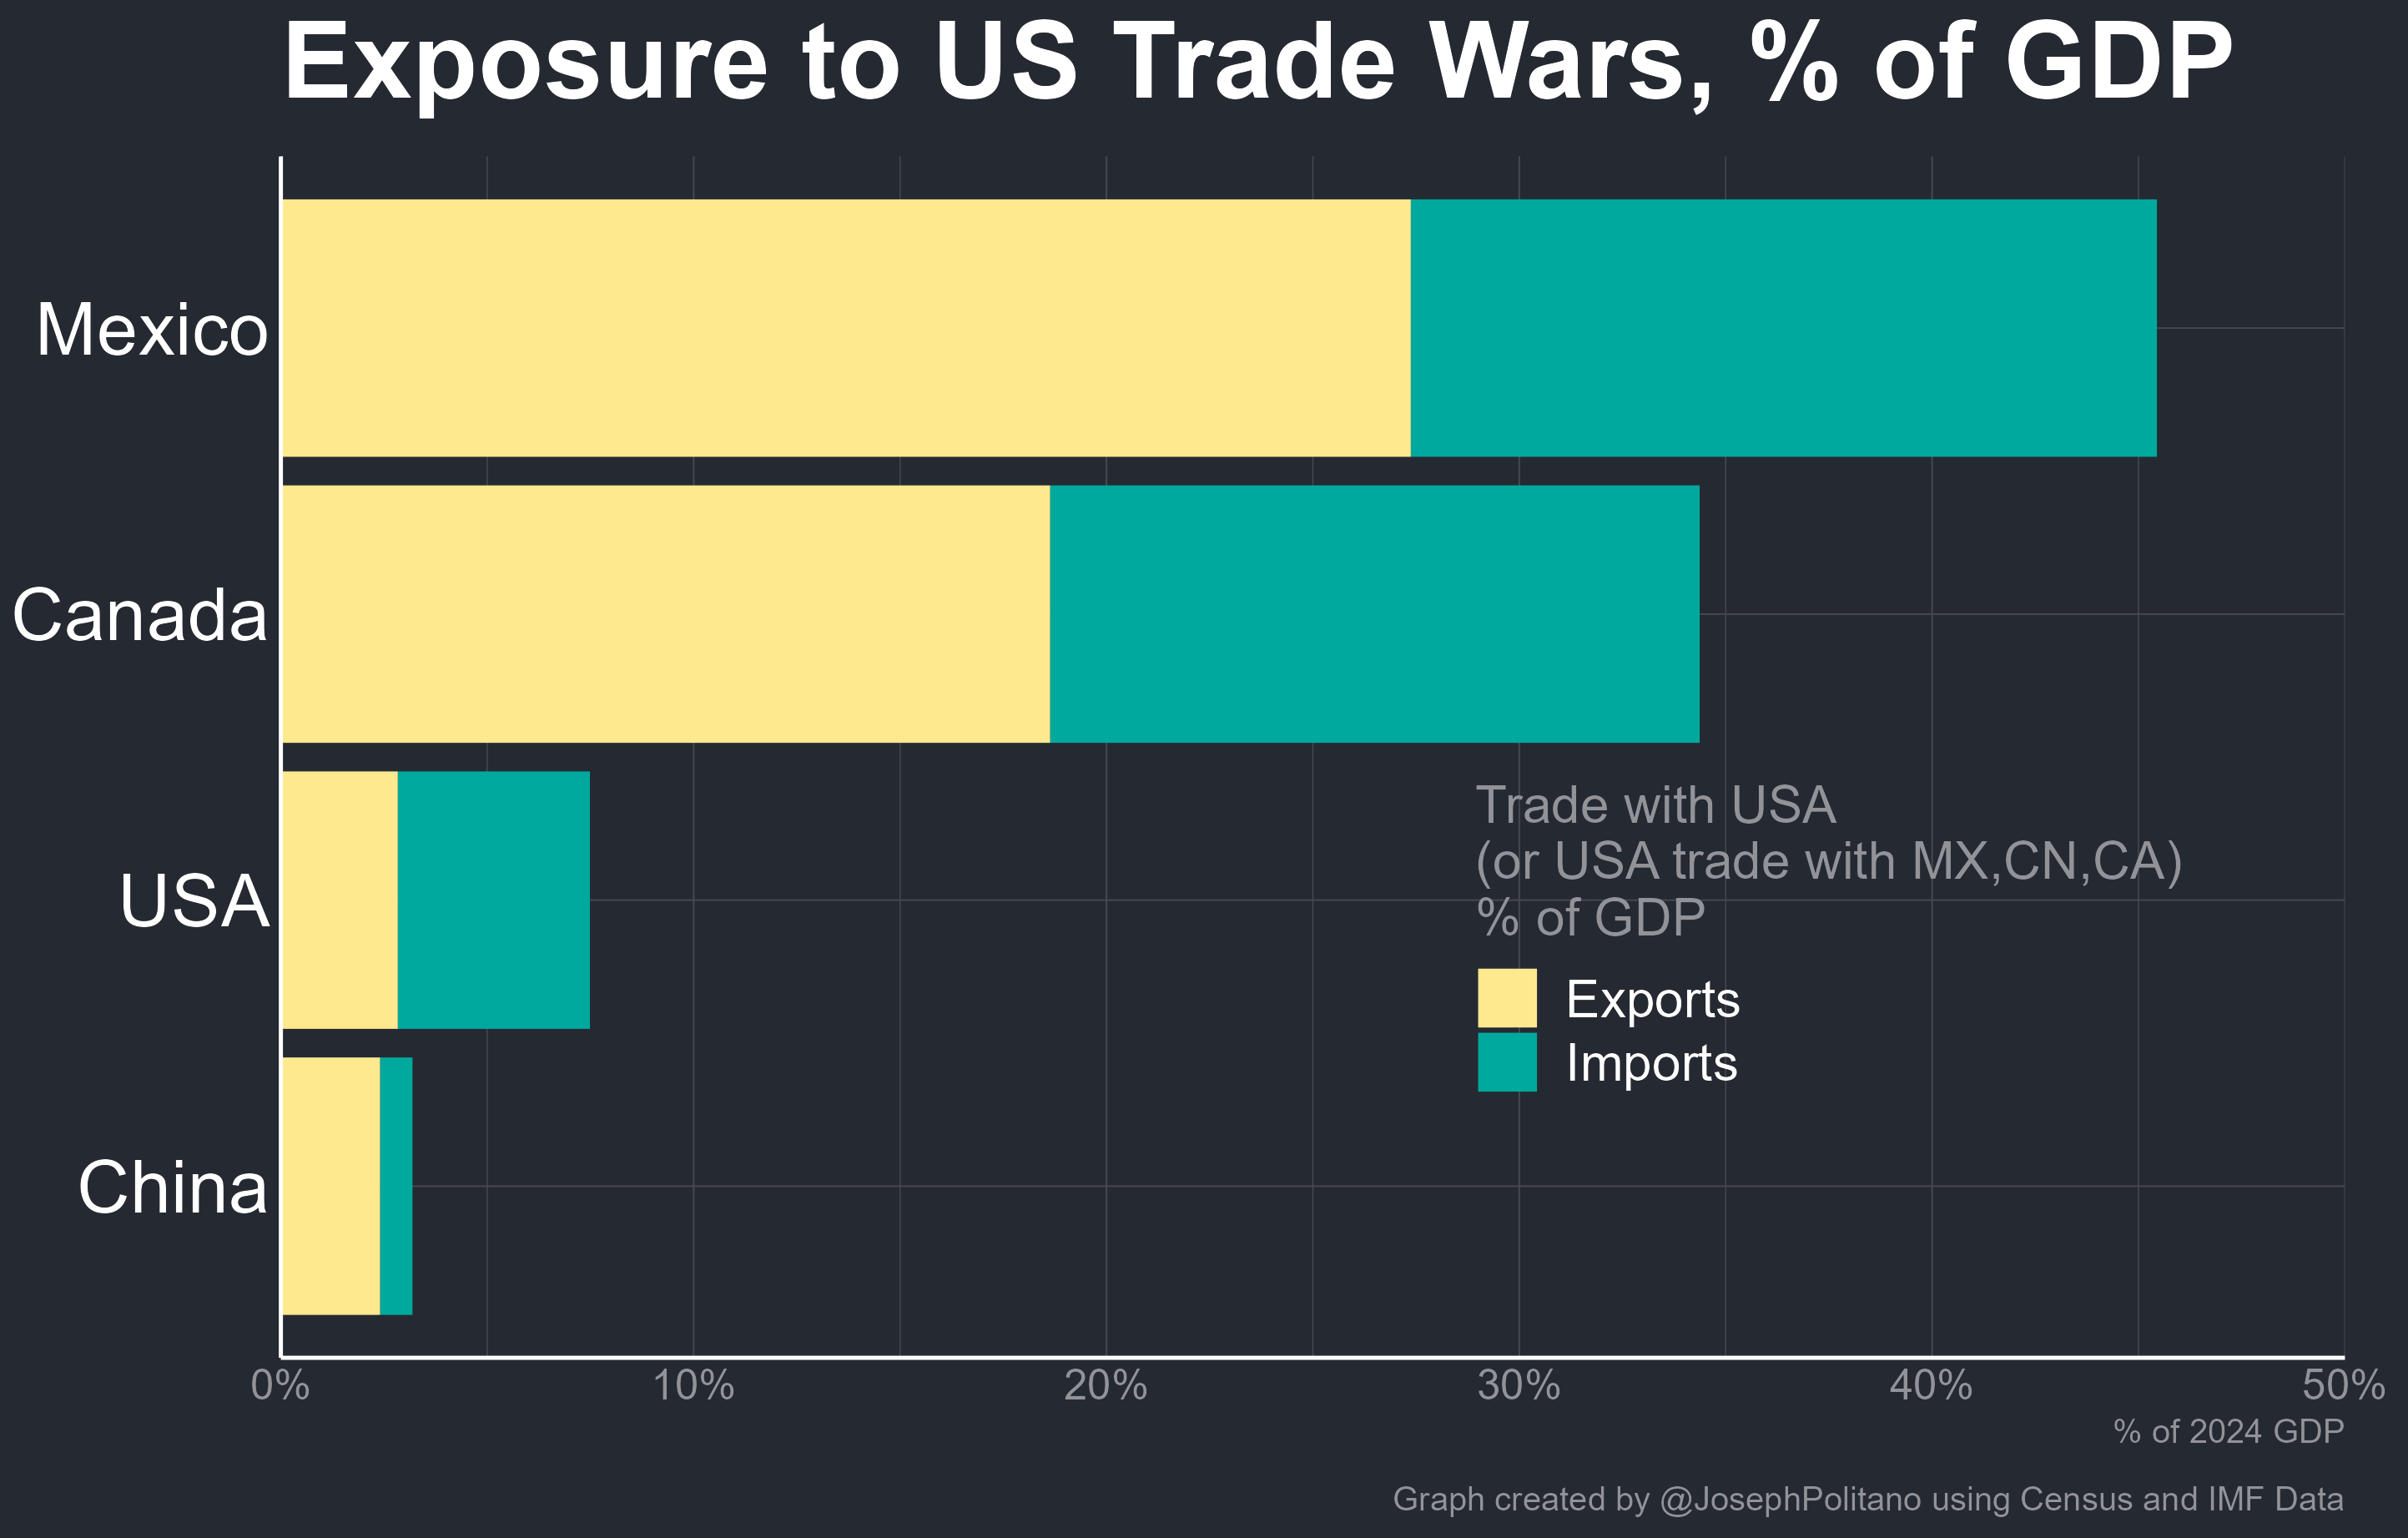 Exposure to US Trade Wars, % of GDP
Mexico
Canada
USA
China
Trade with USA
(or USA trade with MX,CN,CA)
% of GDP
Exports
Imports
0% 10% 20% 30% 40% 50%
% of 2024 GDP
Graph created by @JosephPolitano using Census and IMF Data